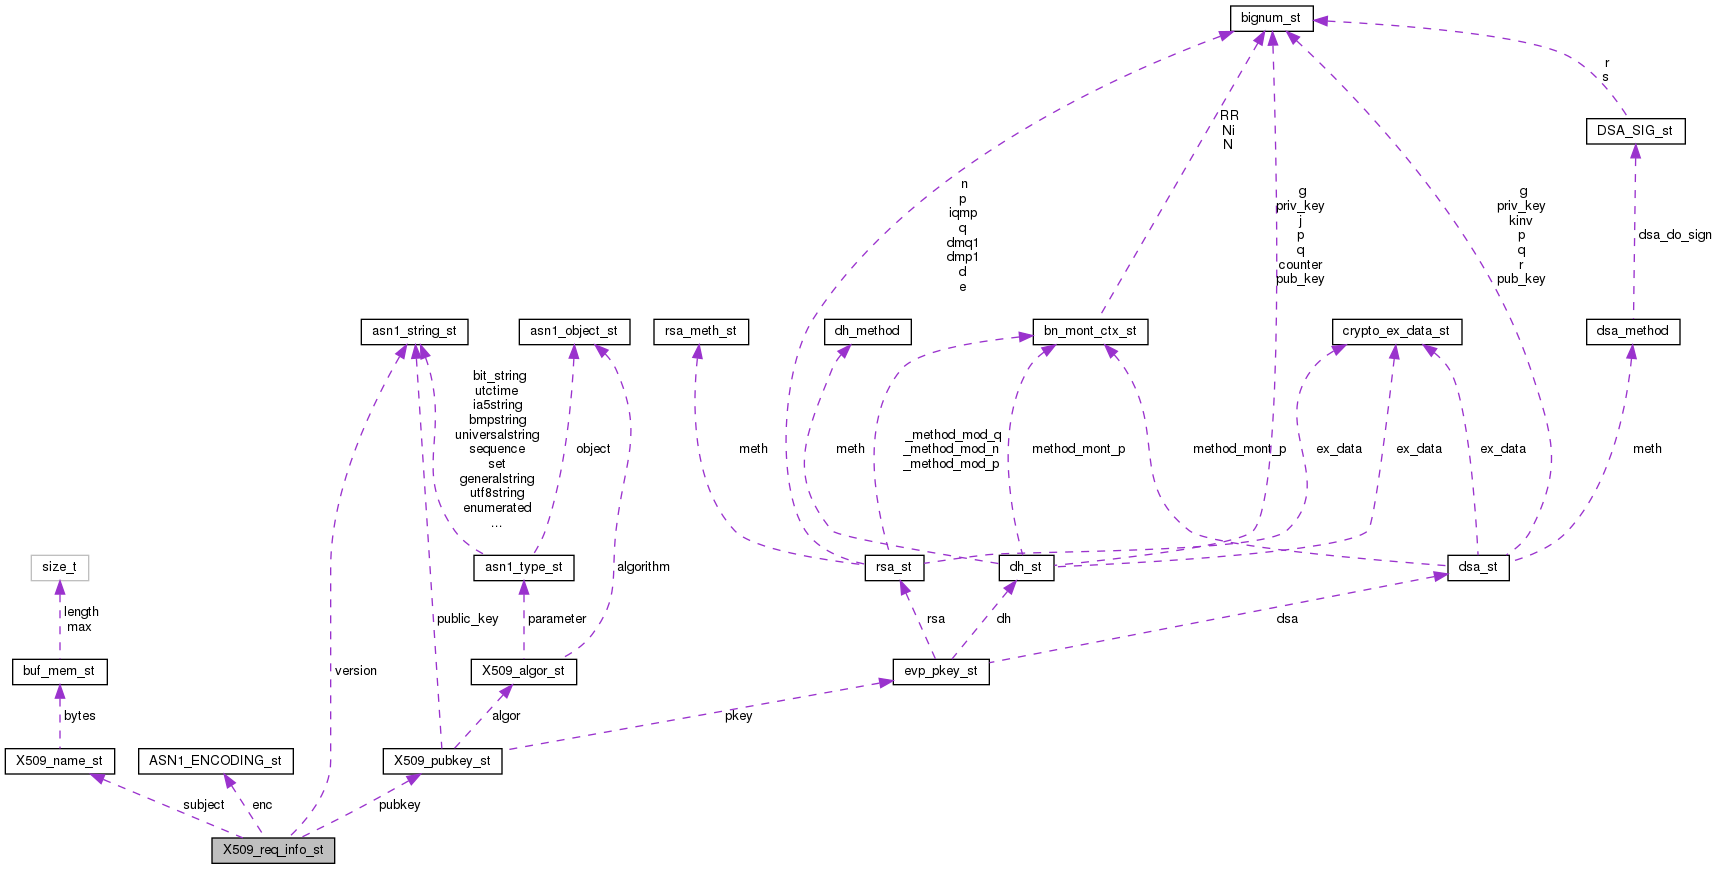 bignum_st
r
s
RR
Ni
N
DSA_SIG_st
n
p
iqmp
q
dmq1
dmp1
d
e
g
priv_key
j
p
q
counter
pub_key
g
priv_key
kinv
p
q
r
pub_key
dsa_do_sign
asn1_string_st
asn1_object_st
rsa_meth_st
dh_method
bn_mont_ctx_st
crypto_ex_data_st
dsa_method
bit_string
utctime
ia5string
bmpstring
universalstring
sequence
set
generalstring
utf8string
enumerated
...
object
meth
meth
_method_mod_q
_method_mod_n
_method_mod_p
method_mont_p
method_mont_p
ex_data
ex_data
ex_data
meth
size_t
asn1_type_st
algorithm
rsa_st
dh_st
dsa_st
length
max
public_key
parameter
rsa
dh
dsa
buf_mem_st
version
X509_algor_st
evp_pkey_st
bytes
algor
pkey
X509_name_st
ASN1_ENCODING_st
X509_pubkey_st
subject
enc
pubkey
X509_req_info_st